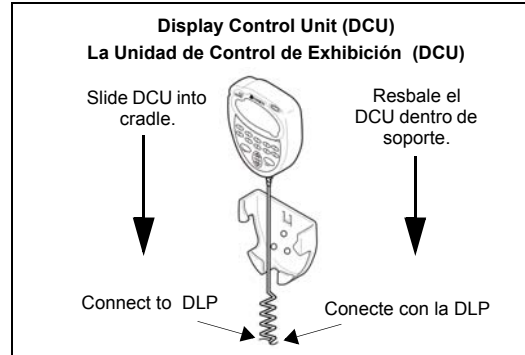 Display Control Unit (DCU)
La Unidad de Control de Exhibición (DCU)
Slide DCU into
cradle.
Resbale el
DCU dentro de
soporte.
Connect to DLP
Conecte con la DLP